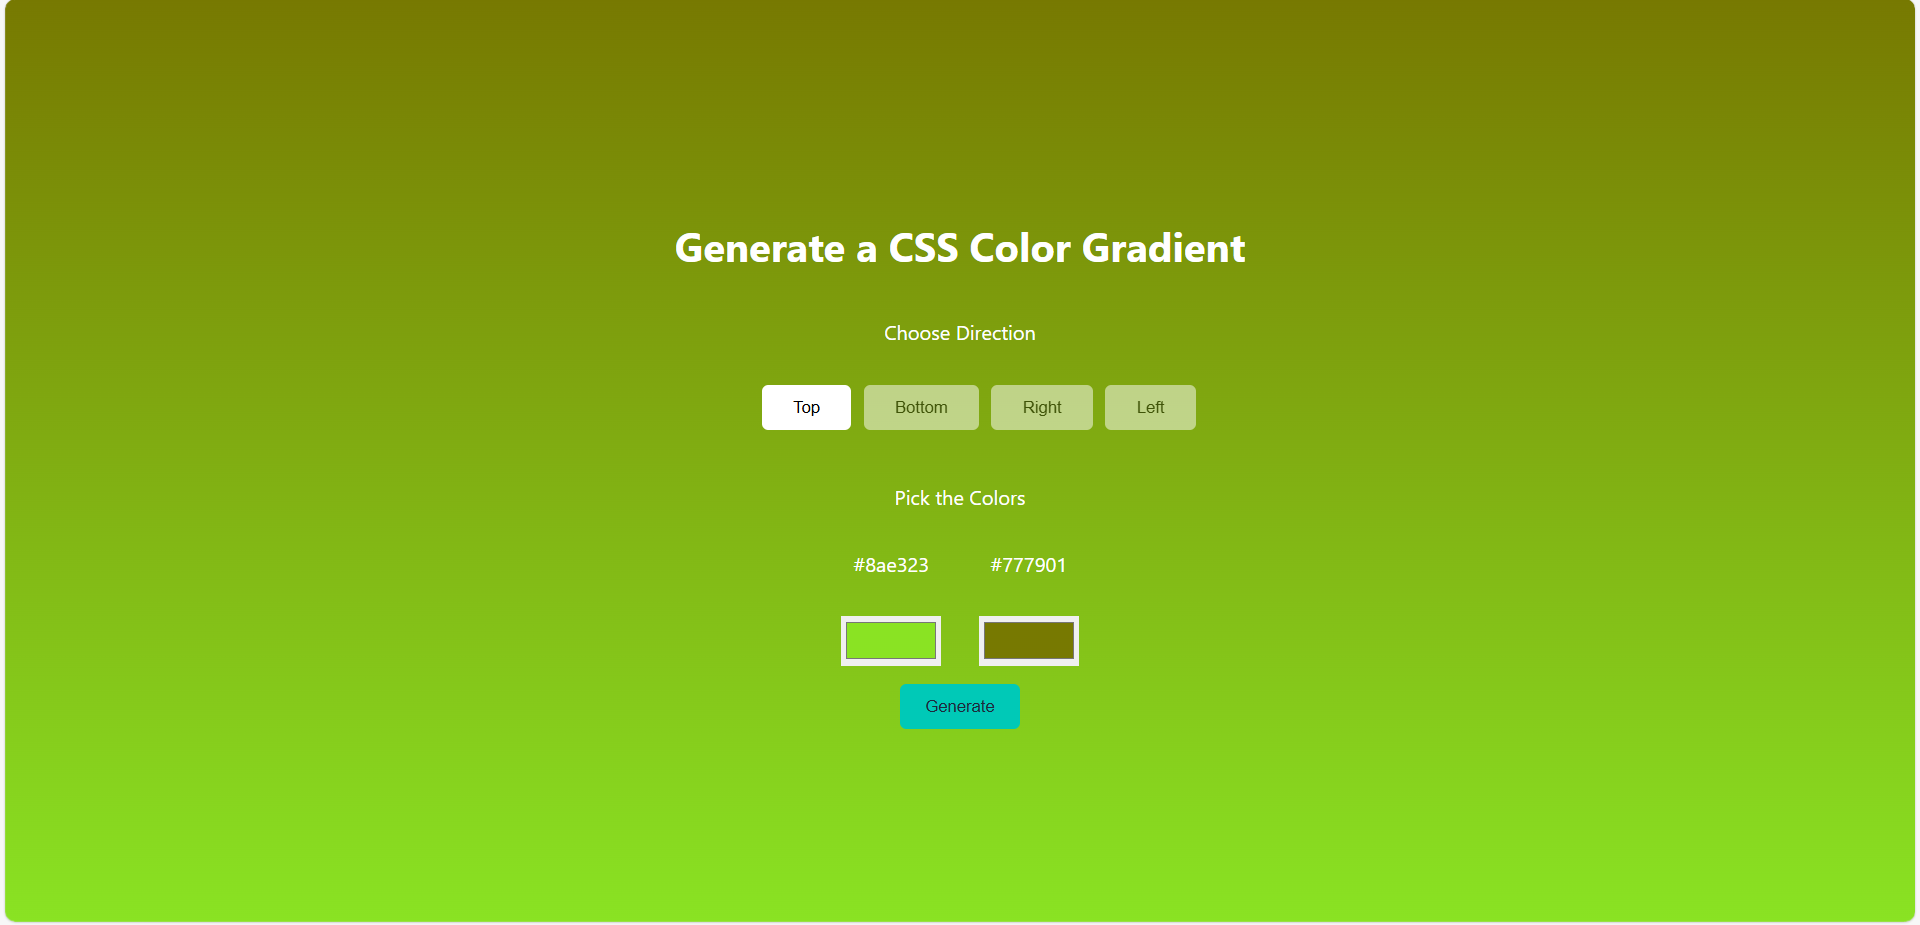 Generate a CSS Color Gradient
Choose Direction
Top Bottom Right Left
Pick the Colors
#8ae323 #777901
Generate